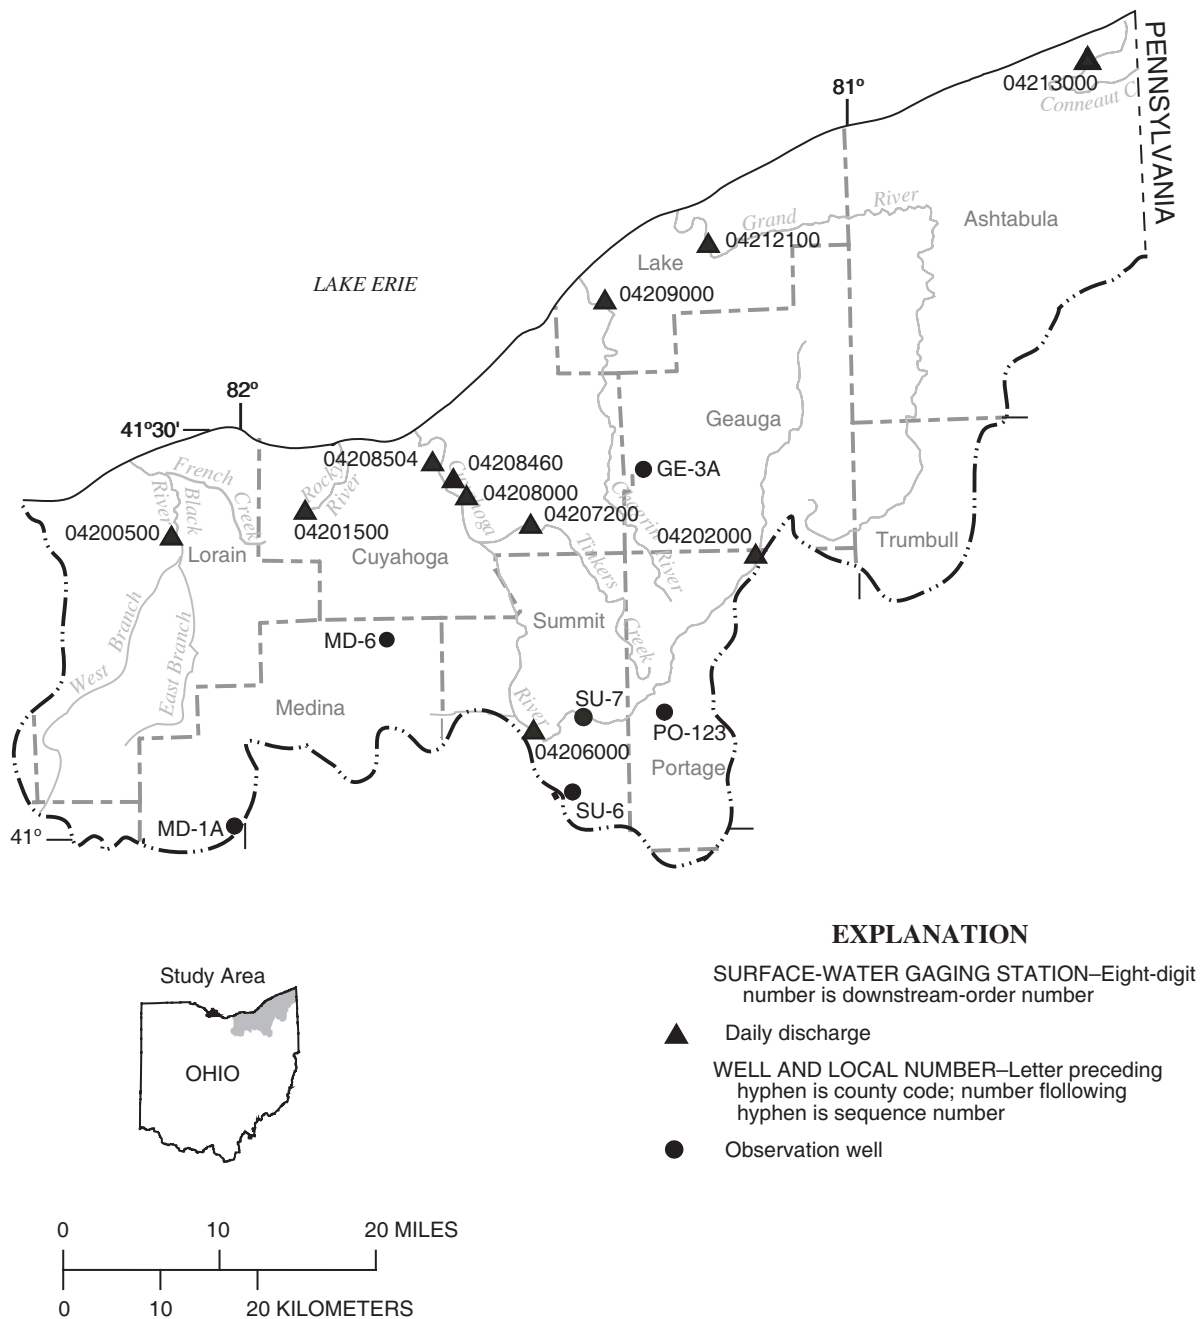 PENNSYLVANIA
81º
04213000
Conneaut C
Grand
River
Ashtabula
04212100
Lake
LAKE ERIE
04209000
82º
41º30'
Geauga
French
Creek
Rocky
River
04208504
04208460
Cuyahoga
04208000
GE-3A
River
Black
04200500
Lorain
04201500
Cuyahoga
04207200
Chagrin River
04202000
Trumbull
Tinkers
Creek
West Branch
East Branch
MD-6
Summit
Medina
River
SU-7
04206000
PO-123
Portage
SU-6
MD-1A
41º
EXPLANATION
SURFACE-WATER GAGING STATION–Eight-digit
number is downstream-order number
Daily discharge
WELL AND LOCAL NUMBER–Letter preceding
hyphen is county code; number flollowing
hyphen is sequence number
Observation well
Study Area
OHIO
0 10 20 MILES
0 10 20 KILOMETERS